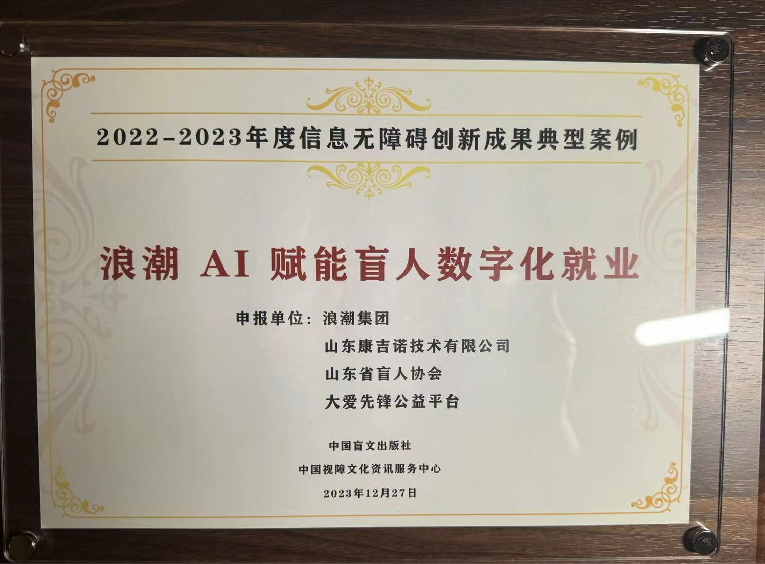 2022-2023年度信息无障碍创新成果典型案例
浪潮 AI 赋能盲人数字化就业
申报单位：浪潮集团
山东康吉诺技术有限公司
山东省盲人协会
大爱先锋公益平台
中国盲文出版社
中国视障文化资讯服务中心
2023年12月27日